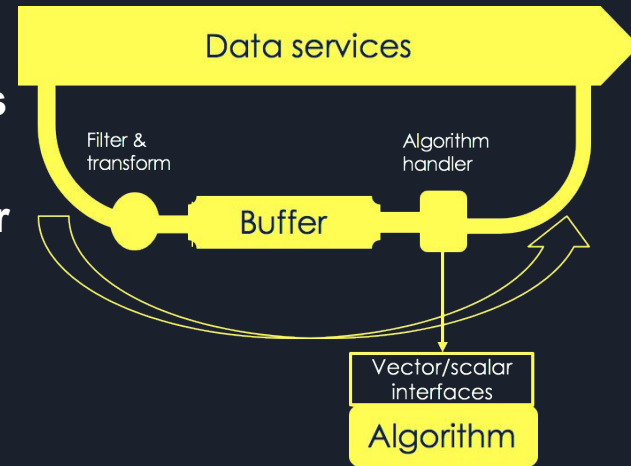 Data services
s
Filter &
transform
Algorithm
handler
r
Buffer
Vector/scalar
interfaces
Algorithm